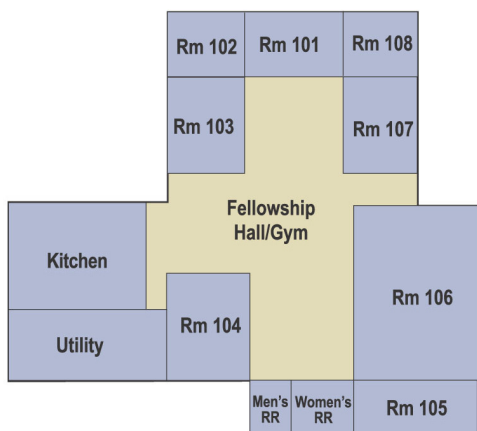 Rm 102
Rm 101
Rm 108
Rm 103
Rm 107
Fellowship
Hall/Gym
Kitchen
Rm 106
Rm 104
Utility
Men's
RR
Women's
RR
Rm 105